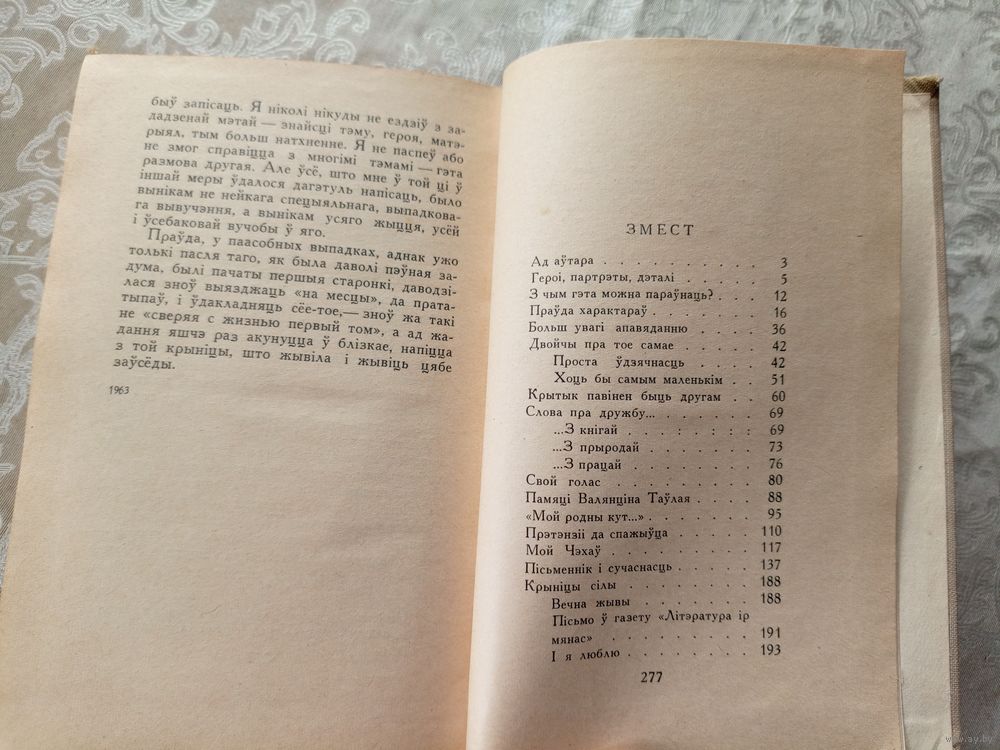 быў запісаць. Я ніколі нікуды не ездзіў з за-
дадзенай мэтай — знайсці тэму, героя, матэ-
рыял, тым больш натхненне. Я не паспеў або
не змог справіцца з многімі тэмамі — гэта
размова другая. Але ўсё, што мне ў той ці ў
іншай меры ўдалося дагэтуль напісаць, было
вынікам не нейкага спецыяльнага, выпадкова-
га вывучэння, а вынікам усяго жыцця, усёй
і ўсебаковай вучобы ў яго.
Праўда, у паасобных выпадках, аднак ужо
толькі пасля таго, як была даволі пэўная за-
дума, былі пачаты першыя старонкі, даводзі-
лася зноў выязджаць «на месцы», да прата-
тыпаў, і ўдакладняць сёе-тое,— зноў жа такі
не «сверяя с жизнью первый том», а ад жа-
дання яшчэ раз акунуцца ў блізкае, напіцца
з той крыніцы, што жывіла і жывіць цябе
заўсёды.
1963
ЗМЕСТ
Ад аўтара . . . . . . . . . . 3
Героі, партрэты, дэталі . . . . . . 5
З чым гэта можна параўнаць? . . . . 12
Праўда характараў . . . . . . . 16
Больш увагі апавяданню . . . . . 36
Двойчы пра тое самае . . . . . . 42
Проста ўдзячнасць . . . . . 42
Хоць бы самым маленькім . . 51
Крытык павінен быць другам . . 60
Слова пра дружбу... . . . . . . 69
...З кнігай . . . : . : : : 69
...З прыродай . . . . . . . 73
...З працай . . . . . . . . 76
Свой голас . . . . . . . . . 80
Памяці Валянціна Таўлая . . . . 88
«Мой родны кут...» . . . . . . . 95
Прэтэнзіі да спажыўца . . . . . 110
Мой Чэхаў . . . . . . . . . 117
Пісьменнік і сучаснасць . . . . . 137
Крыніцы сілы . . . . . . . . 188
Вечна жывы . . . . . . . 188
Пісьмо ў газету «Літэратура ір
мянас» . . . . . . . . . 191
І я люблю . . . . . . . . 193
277
www.ay.by